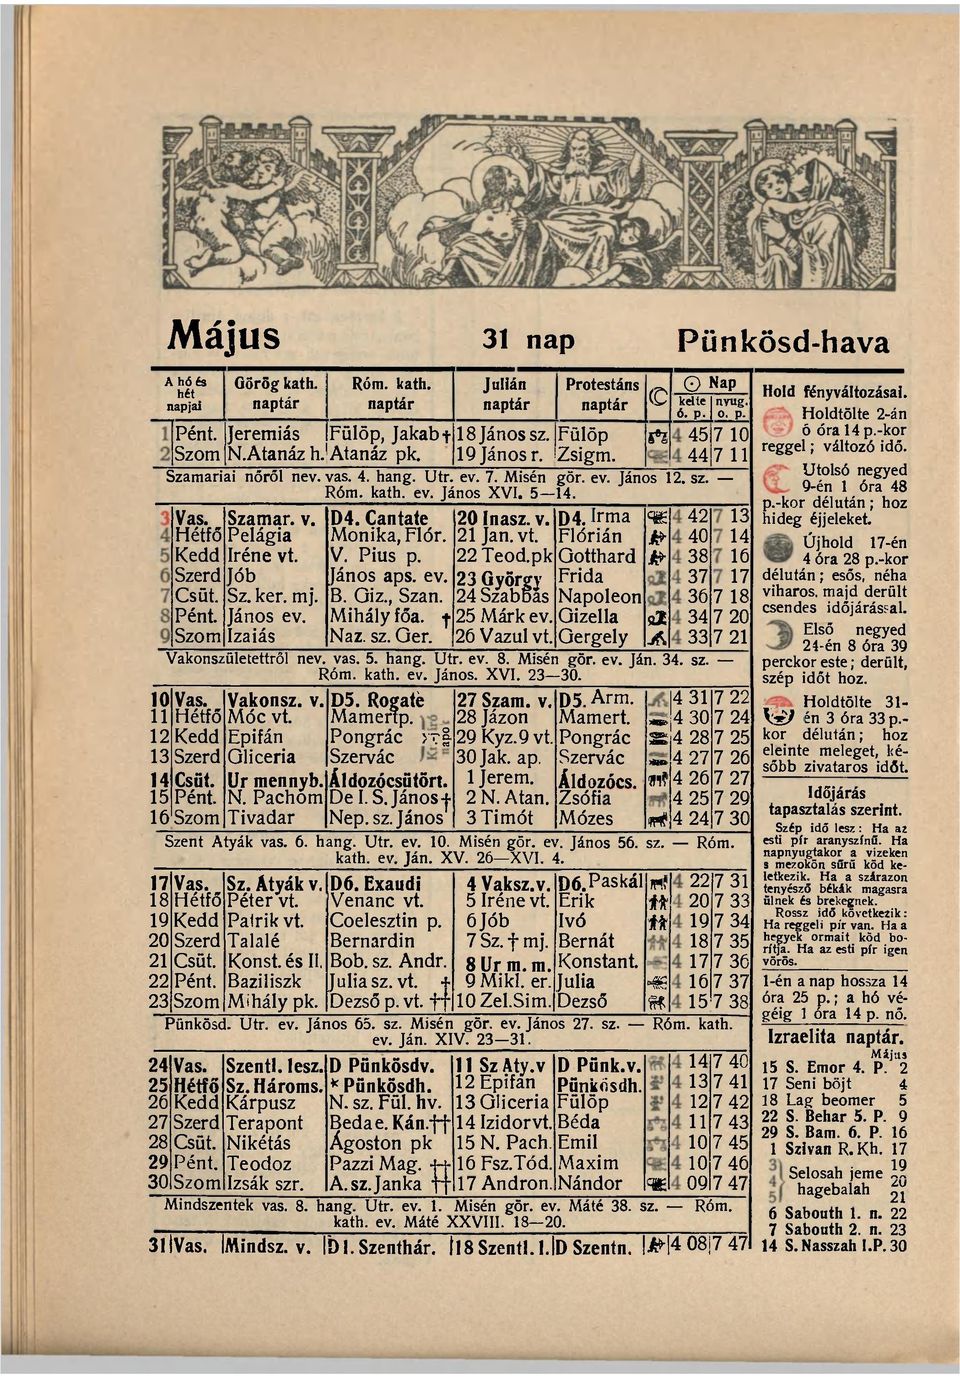 Május 31 nap Pünkösd-hava
A hó és hét napjai Görög kath. naptár Róm. kath. naptár Julián naptár Protestáns naptár Nap kelte ó. p. nyug. o. p.
1 Pént. Jeremiás Fülöp, Jakab † 18 János sz. Fülöp 4 45 7 10
2 Szom N. Atanáz h. Atanáz pk. 19 János r. Zsigm. 4 44 7 11
Szamariai nőről nev. vas. 4. hang. Utr. ev. 7. Misén gör. ev. János 12. sz. —
Róm. kath. ev. János XVI. 5—14.
3 Vas. Szamar. v. D4. Cantate 20 Inasz. v. D4. Irma 4 42 7 13
4 Hétfő Pelágia Monika, Flór. 21 Jan. vt. Flórián 4 40 7 14
5 Kedd Iréne vt. V. Pius p. 22 Teod. pk Gotthard 4 38 7 16
6 Szerd Jób János aps. ev. 23 György Frida 4 37 7 17
7 Csüt. Sz. ker. mj. B. Giz., Szan. 24 Szabbás Napoleon 4 36 7 18
8 Pént. János ev. Mihály főa. † 25 Márk ev. Gizella 4 34 7 20
9 Szom Izaiás Naz. sz. Ger. 26 Vazul vt. Gergely 4 33 7 21
Vakonszületettről nev. vas. 5. hang. Utr. ev. 8. Misén gör. ev. Ján. 34. sz. —
Róm. kath. ev. János. XVI. 23—30.
10 Vas. Vakonsz. v. D5. Rogate 27 Szam. v. D5. Arm. 4 31 7 22
11 Hétfő Móc vt. Mamertp. 28 Jázon Mamert. 4 30 7 24
12 Kedd Epifán Pongrác 29 Kyz. 9 vt. Pongrác 4 28 7 25
13 Szerd Gliceria Szervác 30 Jak. ap. Szervác 4 27 7 26
14 Csüt. Ur mennyb. Áldozócsütört. 1 Jerem. Áldozócs. 4 26 7 27
15 Pént. N. Pachom De l. S. János † 2 N. Atan. Zsófia 4 25 7 29
16 Szom Tivadar Nep. sz. János 3 Timót Mózes 4 24 7 30
Szent Atyák vas. 6. hang. Utr. ev. 10. Misén gör. ev. János 56. sz. — Róm.
kath. ev. Ján. XV. 26—XVI. 4.
17 Vas. Sz. Atyák v. D6. Exaudi 4 Vaksz. v. D6. Paskál 4 22 7 31
18 Hétfő Péter vt. Venanc vt. 5 Iréne vt. Erik 4 20 7 33
19 Kedd Patrik vt. Coelesztin p. 6 Jób Ivó 4 19 7 34
20 Szerd Talalé Bernardin 7 Sz. † mj. Bernát 4 18 7 35
21 Csüt. Konst. és Il. Bob. sz. Andr. 8 Ur m. m. Konstant. 4 17 7 36
22 Pént. Baziliszk Julia sz. vt. † 9 Mikl. er. Julia 4 16 7 37
23 Szom Mihály pk. Dezső p. vt. †† 10 Zel. Sim. Dezső 4 15 7 38
Pünkösd. Utr. ev. János 65. sz. Misén gör. ev. János 27. sz. — Róm. kath.
ev. Ján. XIV. 23—31.
24 Vas. Szentl. lesz. D Pünkösdv. 11 Sz Aty. v D Pünk. v. 4 14 7 40
25 Hétfő Sz. Hároms. * Pünkösdh. 12 Epifán Pünkösdh. 4 13 7 41
26 Kedd Kárpusz N. sz. Fül. hv. 13 Gliceria Fülöp 4 12 7 42
27 Szerd Terapont Beda e. Kán. †† 14 Izidor vt. Béda 4 11 7 43
28 Csüt. Nikétás Ágoston pk 15 N. Pach. Emil 4 10 7 45
29 Pént. Teodoz Pazzi Mag. †† 16 Fsz. Tód. Maxim 4 10 7 46
30 Szom Izsák szr. A. sz. Janka †† 17 Andron. Nándor 4 09 7 47
Mindszentek vas. 8. hang. Utr. ev. 1. Misén gör. ev. Máté 38. sz. — Róm.
kath. ev. Máté XXVIII. 18—20.
31 Vas. Mindsz. v. D1. Szenthár. 18 Szentl. 1. D Szentn. 4 08 7 47
Hold fényváltozásai.
Holdtölte 2-án
ó óra 14 p.-kor
reggel; változó idő.
Utolsó negyed
9-én 1 óra 48
p.-kor délután; hoz
hideg éjjeleket.
Újhold 17-én
4 óra 28 p.-kor
délután; esős, néha
viharos, majd derült
csendes időjárással.
Első negyed
24-én 8 óra 39
perckor este; derült,
szép időt hoz.
Holdtölte 31-
én 3 óra 33 p.-
kor délután; hoz
eleinte meleget, ké-
sőbb zivataros időt.
Időjárás
tapasztalás szerint.
Szép idő lesz: Ha az
esti pír aranyszínű. Ha
napnyugtakor a vizeken
s mezokön sűrű köd ke-
letkezik. Ha a szárazon
tenyésző békák magasra
ülnek és brekegnek.
Rossz idő következik:
Ha reggeli pír van. Ha a
hegyek ormait köd bo-
rítja. Ha az esti pír igen
vörös.
1-én a nap hossza 14
óra 25 p.; a hó vé-
géig 1 óra 14 p. nő.
Izraelita naptár.
Május
15 S. Emor 4. P. 2
17 Seni böjt 4
18 Lag beomer 5
22 S. Behar 5. P. 9
29 S. Bam. 6. P. 16
1 Szivan R. Kh. 17
3 19
4 Selosah jeme 20
5 hagebalah 21
6 Sabouth 1. n. 22
7 Sabouth 2. n. 23
14 S. Nasszah I. P. 30